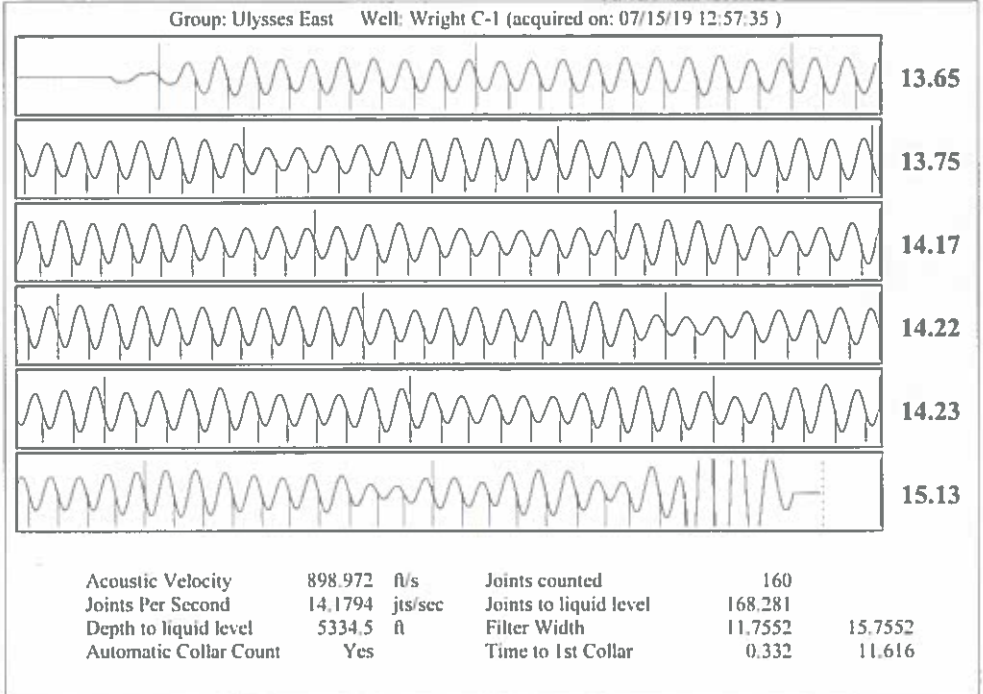 Group: Ulysses East Well: Wright C-1 (acquired on: 07/15/19 12:57:35 )
13.65
13.75
14.17
14.22
14.23
15.13
Acoustic Velocity 898.972 ft/s Joints counted 160
Joints Per Second 14.1794 jts/sec Joints to liquid level 168.281
Depth to liquid level 5334.5 ft Filter Width 11.7552 15.7552
Automatic Collar Count Yes Time to 1st Collar 0.332 11.616